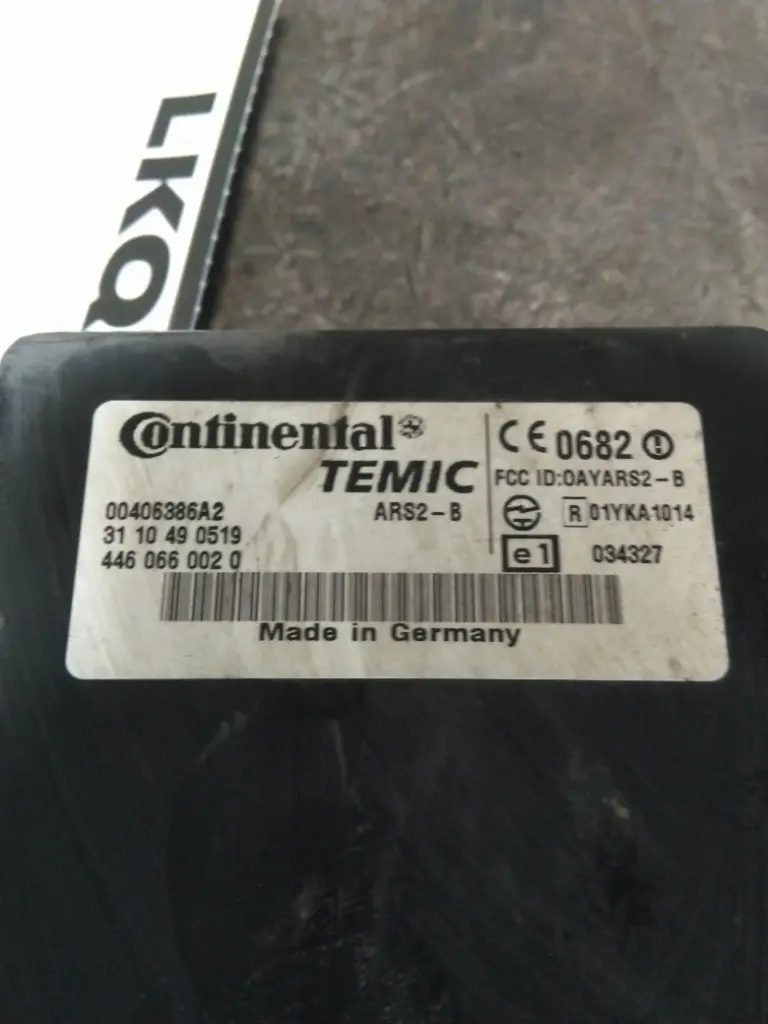 LKQ
Continental
TEMIC
00406386A2 ARS2-B
31 10 49 0519
446 066 002 0
CE 0682
FCC ID:OAYARS2-B
R 01YKA1014
e1 034327
Made in Germany